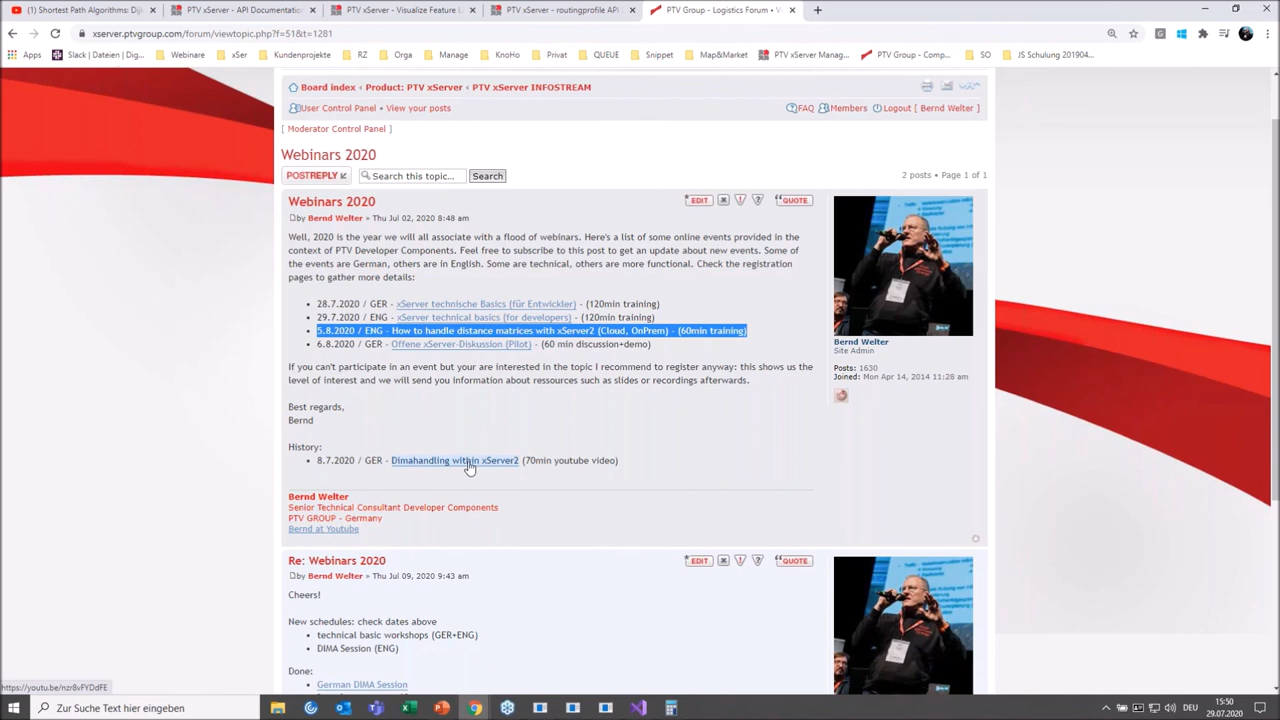 (1) Shortest Path Algorithms: Dij
PTV xServer - API Documentation
PTV xServer - Visualize Feature L
PTV xServer - routingprofile API
PTV Group - Logistics Forum • V
xserver.ptvgroup.com/forum/viewtopic.php?f=51&t=1281
Apps
Slack | Dateien | Dig...
Webinare
xSer
Kundenprojekte
RZ
Orga
Manage
KnoHo
Privat
QUEUE
Snippet
Map&Market
PTV xServer Manag...
PTV Group - Comp...
SO
JS Schulung 201904...
Board index ‹ Product: PTV xServer ‹ PTV xServer INFOSTREAM
User Control Panel • View your posts
FAQ Members Logout [ Bernd Welter ]
[ Moderator Control Panel ]
Webinars 2020
POSTREPLY
Search this topic...
Search
2 posts • Page 1 of 1
Webinars 2020
EDIT
QUOTE
by Bernd Welter » Thu Jul 02, 2020 8:48 am
Well, 2020 is the year we will all associate with a flood of webinars. Here's a list of some online events provided in the
context of PTV Developer Components. Feel free to subscribe to this post to get an update about new events. Some of
the events are German, others are in English. Some are technical, others are more functional. Check the registration
pages to gather more details:
• 28.7.2020 / GER - xServer technische Basics (für Entwickler) - (120min training)
• 29.7.2020 / ENG - xServer technical basics (for developers) - (120min training)
• 5.8.2020 / ENG - How to handle distance matrices with xServer2 (Cloud, OnPrem) - (60min training)
• 6.8.2020 / GER - Offene xServer-Diskussion (Pilot) - (60 min discussion+demo)
If you can't participate in an event but your are interested in the topic I recommend to register anyway: this shows us the
level of interest and we will send you information about ressources such as slides or recordings afterwards.
Best regards,
Bernd
History:
• 8.7.2020 / GER - Dimahandling within xServer2 (70min youtube video)
Bernd Welter
Senior Technical Consultant Developer Components
PTV GROUP - Germany
Bernd at Youtube
Bernd Welter
Site Admin
Posts: 1630
Joined: Mon Apr 14, 2014 11:28 am
Re: Webinars 2020
EDIT
QUOTE
by Bernd Welter » Thu Jul 09, 2020 9:43 am
Cheers!
New schedules: check dates above
• technical basic workshops (GER+ENG)
• DIMA Session (ENG)
Done:
• German DIMA Session
https://youtu.be/nzr8vFYDdFE
Zur Suche Text hier eingeben
DEU
15:50
29.07.2020